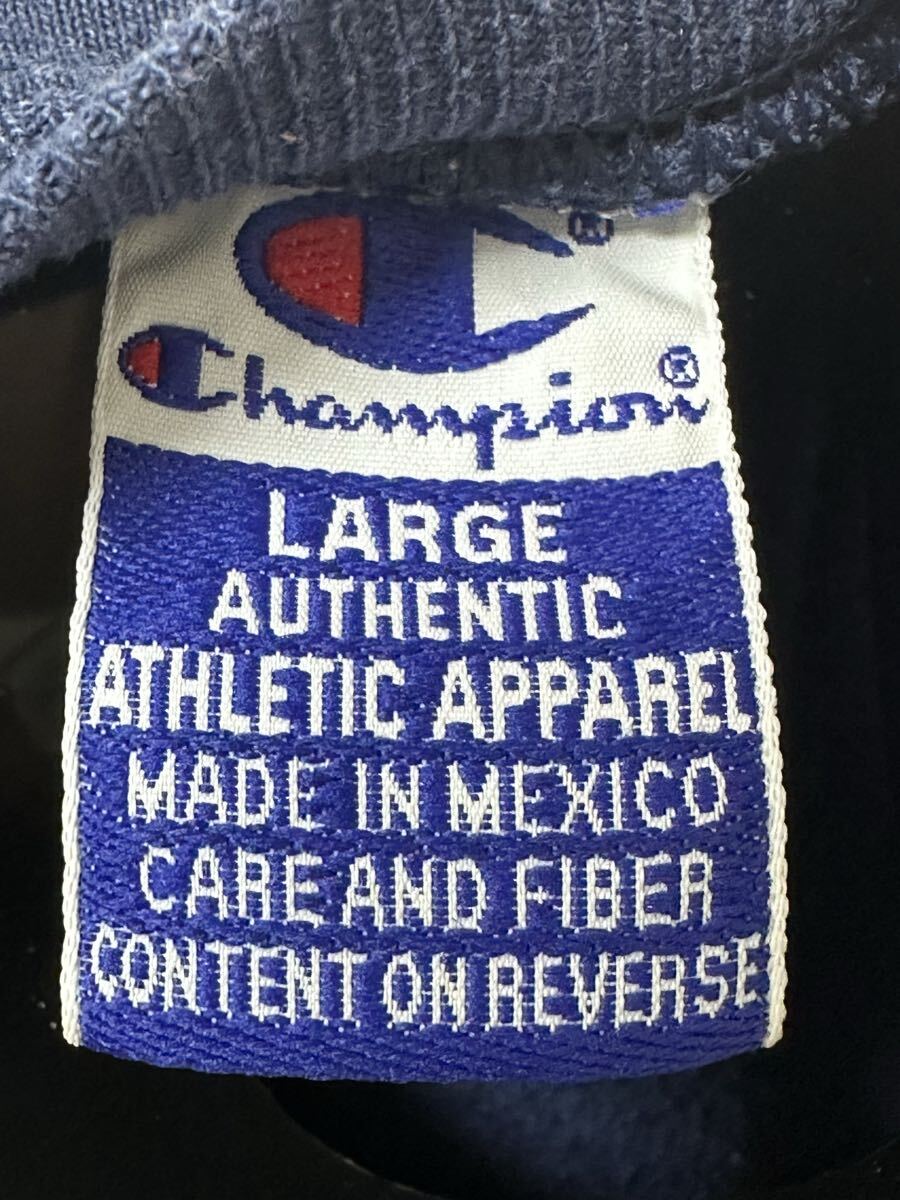 ®
Champion®
LARGE
AUTHENTIC
ATHLETIC APPAREL
MADE IN MEXICO
CARE AND FIBER
CONTENT ON REVERSE